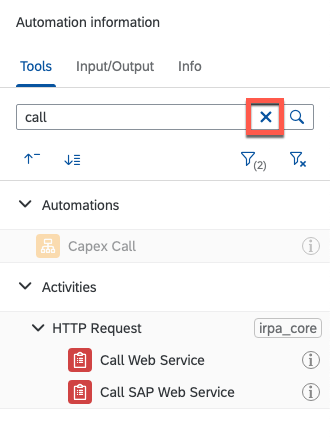 Automation information
Tools Input/Output Info
call
(2)
Automations
Capex Call
Activities
HTTP Request irpa_core
Call Web Service
Call SAP Web Service